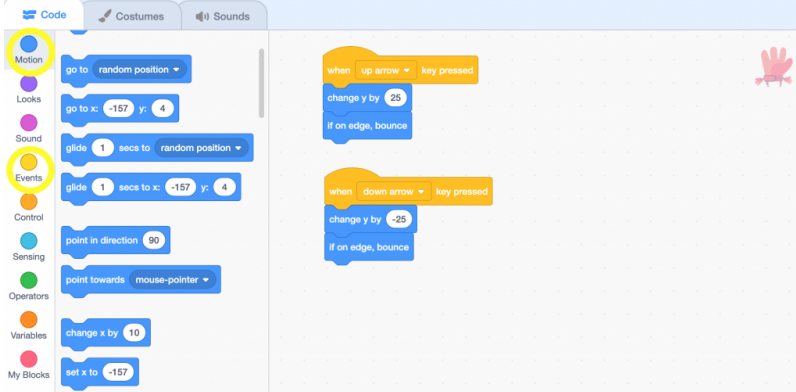 Code
Costumes
Sounds
Motion
Looks
Sound
Events
Control
Sensing
Operators
Variables
My Blocks
go to random position
go to x: -157 y: 4
glide 1 secs to random position
glide 1 secs to x: -157 y: 4
point in direction 90
point towards mouse-pointer
change x by 10
set x to -157
when up arrow key pressed
change y by 25
if on edge, bounce
when down arrow key pressed
change y by -25
if on edge, bounce